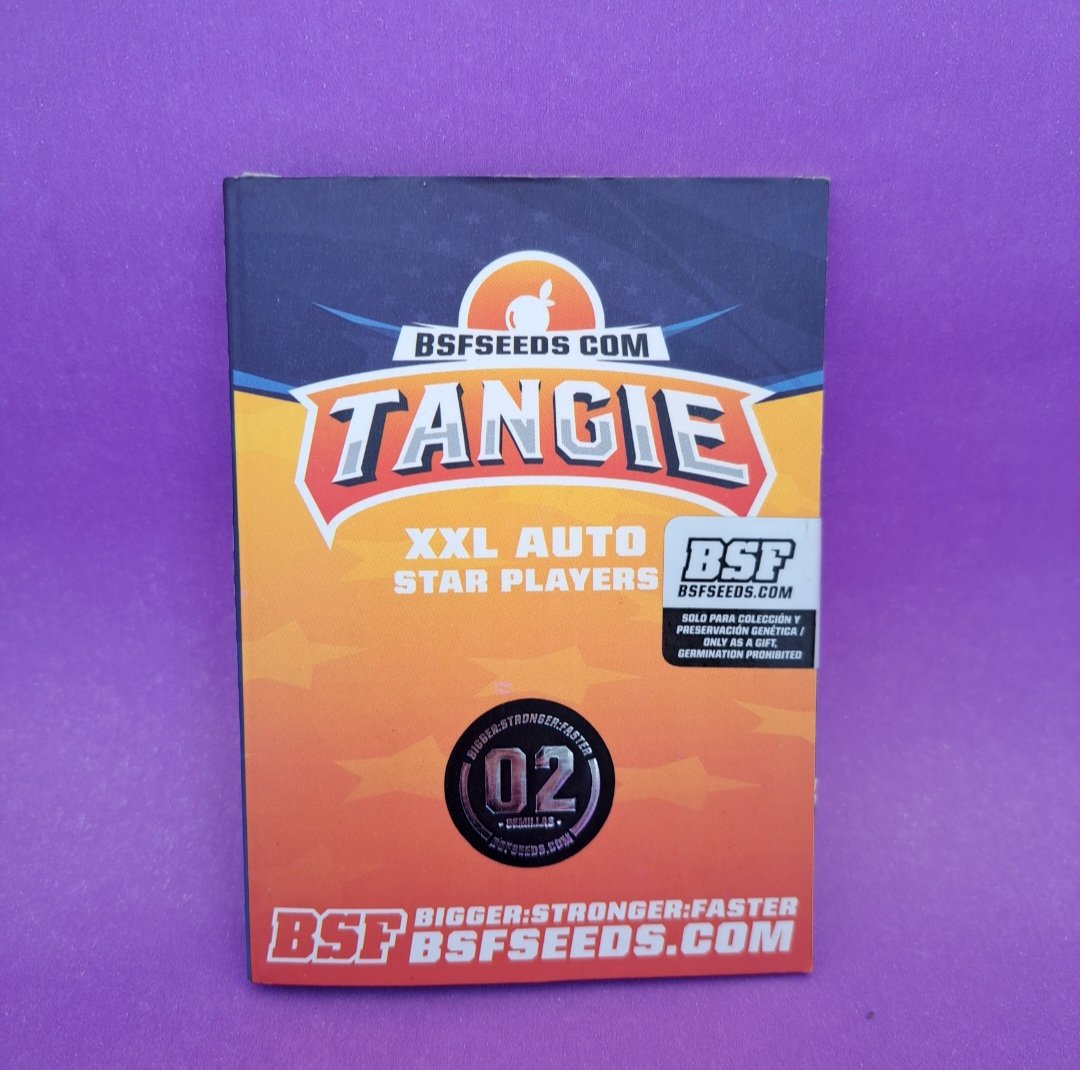 BSFSEEDS COM
TANGIE
XXL AUTO
STAR PLAYERS
BSF
BSFSEEDS.COM
SOLO PARA COLECCIÓN Y
PRESERVACIÓN GENÉTICA /
ONLY AS A GIFT,
GERMINATION PROHIBITED
BIGGER:STRONGER:FASTER
02
- SEMILLAS -
BSFSEEDS.COM
BSF
BIGGER:STRONGER:FASTER
BSFSEEDS.COM